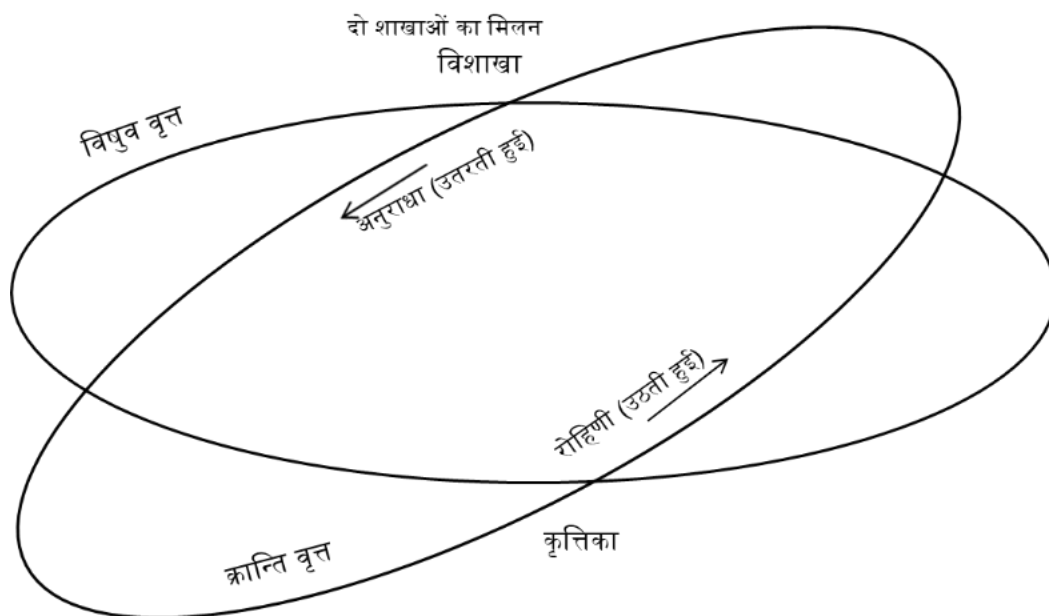 दो शाखाओं का मिलन
विशाखा
विषुव वृत्त
अनुराधा (उतरती हुई)
रोहिणी (उठती हुई)
कृत्तिका
क्रान्ति वृत्त